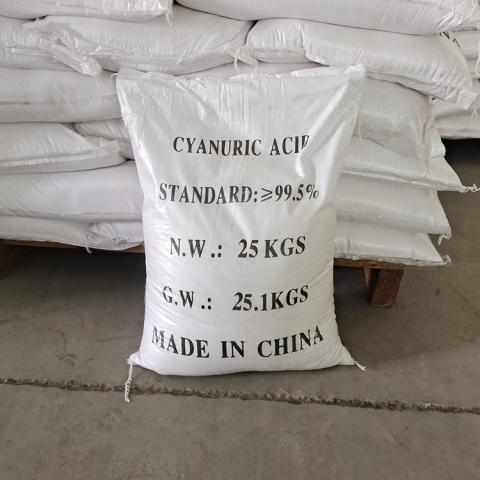 CYANURIC ACID
STANDARD:≥99.5%
N.W.: 25 KGS
G.W.: 25.1KGS
MADE IN CHINA